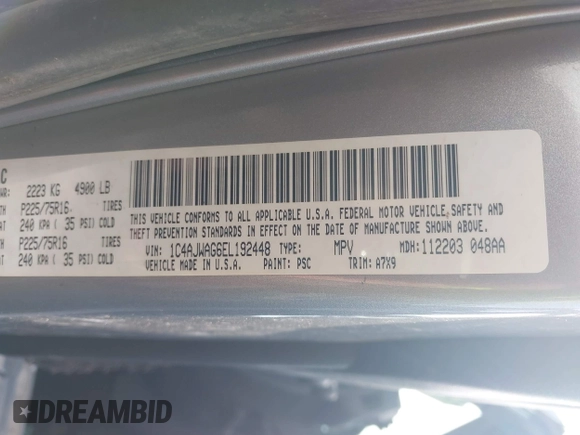 C
WR: 2223 KG 4900 LB
TH P225/75R16 TIRES
240 KPA ( 35 PSI) COLD
TH P225/75R16 TIRES
240 KPA ( 35 PSI) COLD
THIS VEHICLE CONFORMS TO ALL APPLICABLE U.S.A. FEDERAL MOTOR VEHICLE, SAFETY AND
THEFT PREVENTION STANDARDS IN EFFECT ON THE DATE OF MANUFACTURE SHOWN ABOVE.
VIN: 1C4AJWAG6EL192448 TYPE: MPV MDH: 112203 048AA
VEHICLE MADE IN U.S.A. PAINT: PSC TRIM: A7X9
DREAMBID